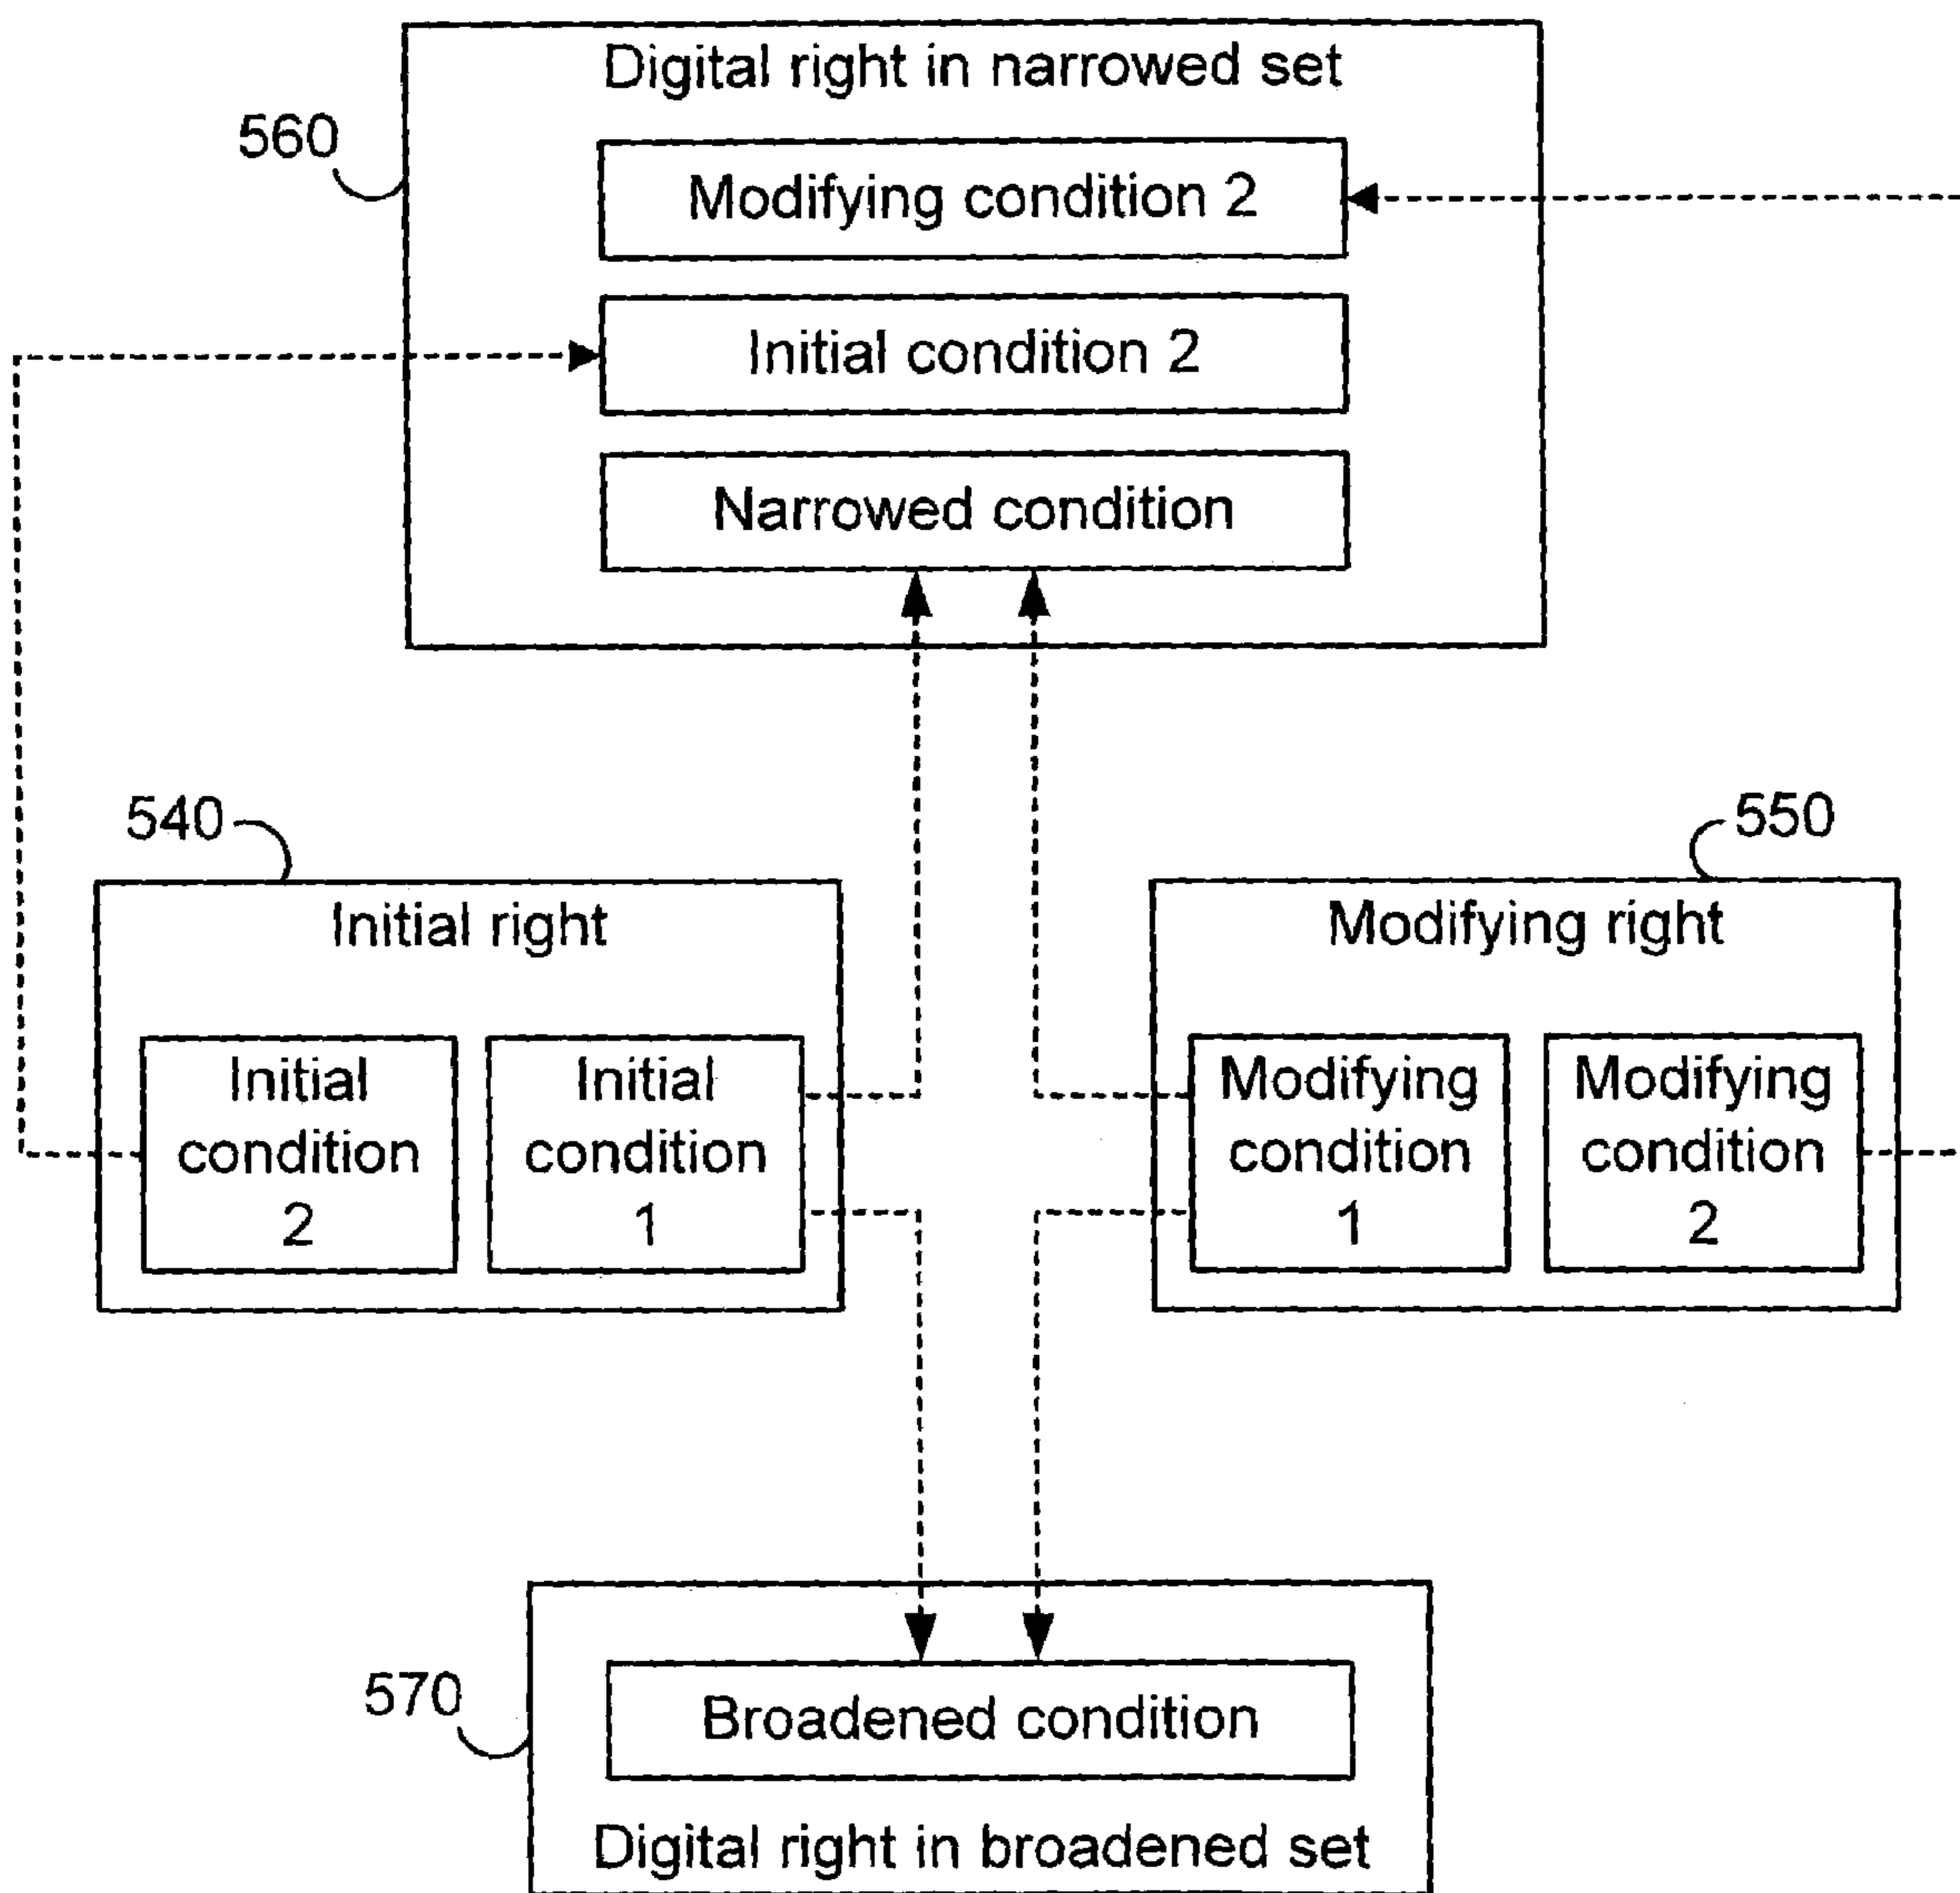 Digital right in narrowed set
560
Modifying condition 2
Initial condition 2
Narrowed condition
540
550
Initial right
Modifying right
Initial
condition
2
Initial
condition
1
Modifying
condition
1
Modifying
condition
2
570
Broadened condition
Digital right in broadened set